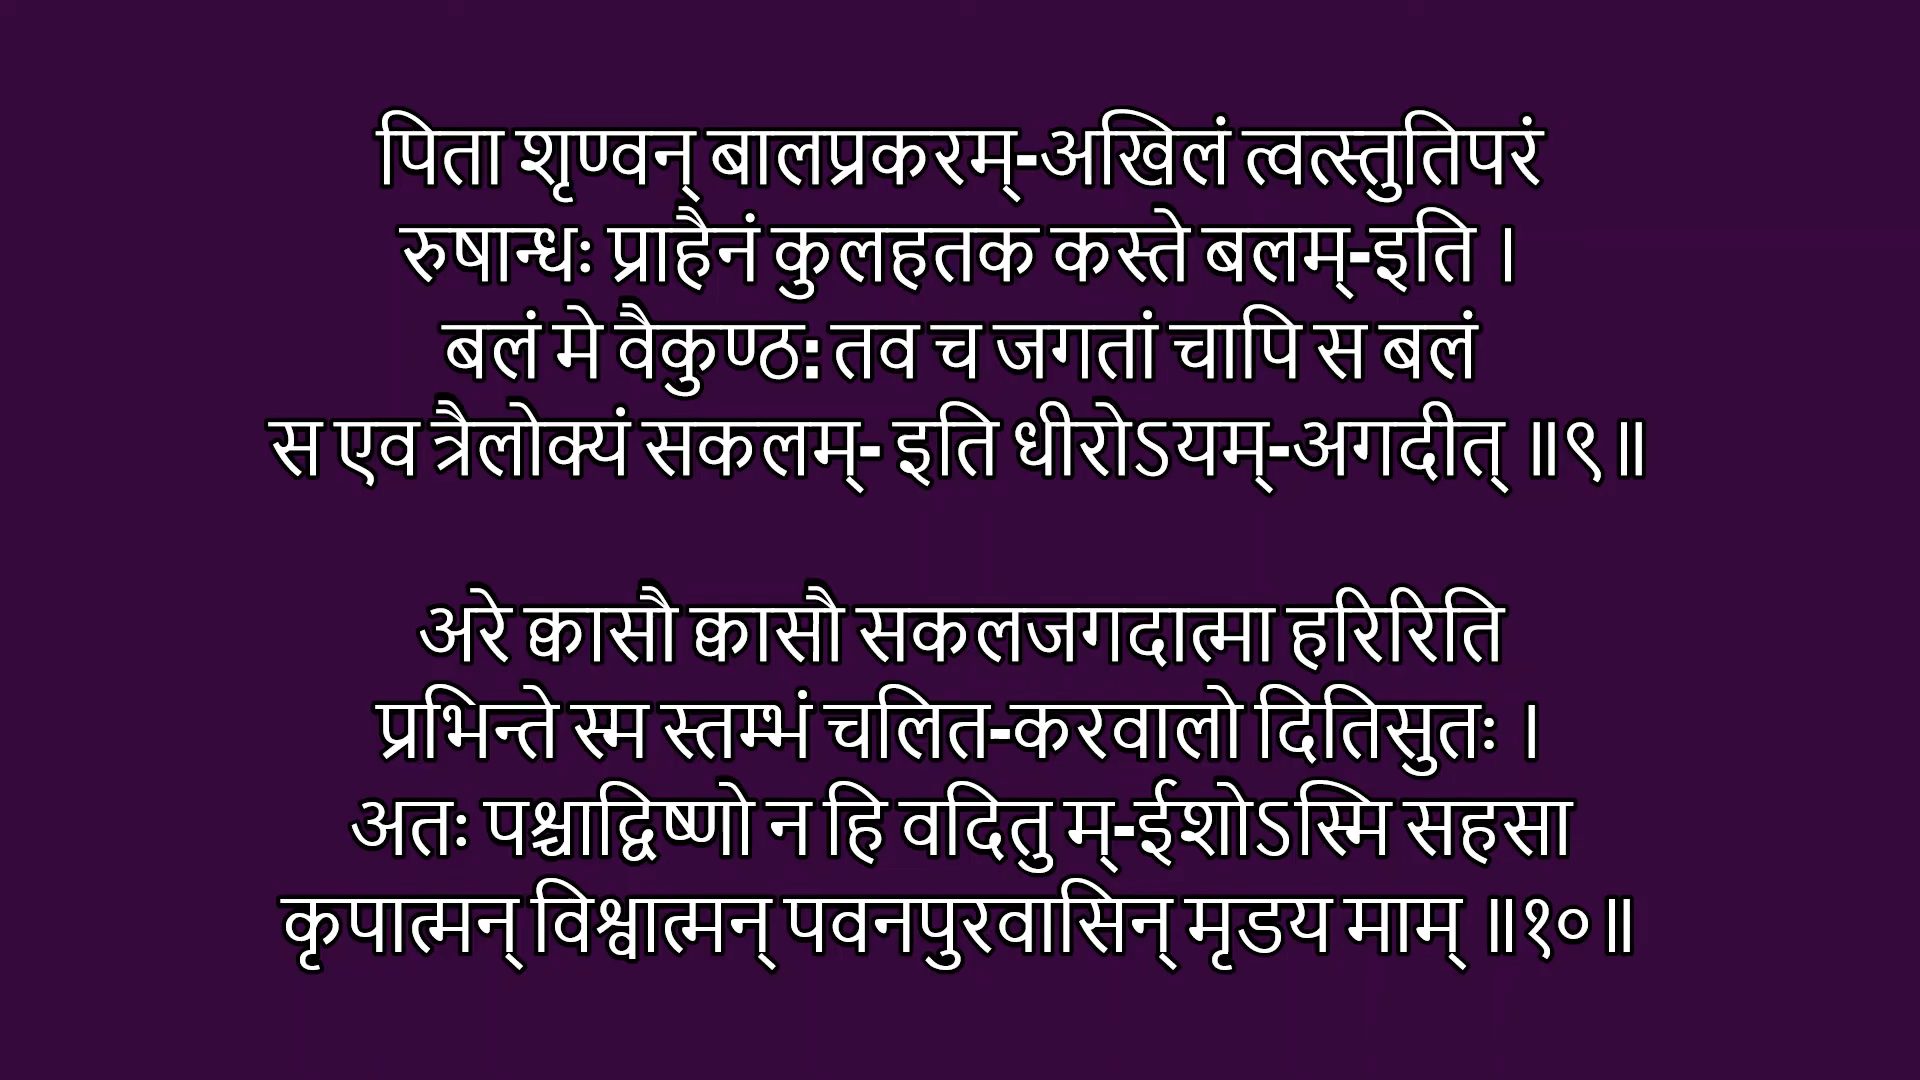 पिता शृण्वन् बालप्रकरम्-अखिलं त्वत्स्तुतिपरं
रुषान्धः प्राहैनं कुलहतक कस्ते बलम्-इति ।
बलं मे वैकुण्ठ: तव च जगतां चापि स बलं
स एव त्रैलोक्यं सकलम्- इति धीरोऽयम्-अगदीत् ॥९॥
अरे क्वासौ क्वासौ सकलजगदात्मा हरिरिति
प्रभिन्ते स्म स्तम्भं चलित-करवालो दितिसुतः ।
अतः पश्चाद्विष्णो न हि वदितु म्-ईशोऽस्मि सहसा
कृपात्मन् विश्वात्मन् पवनपुरवासिन् मृडय माम् ॥१०॥